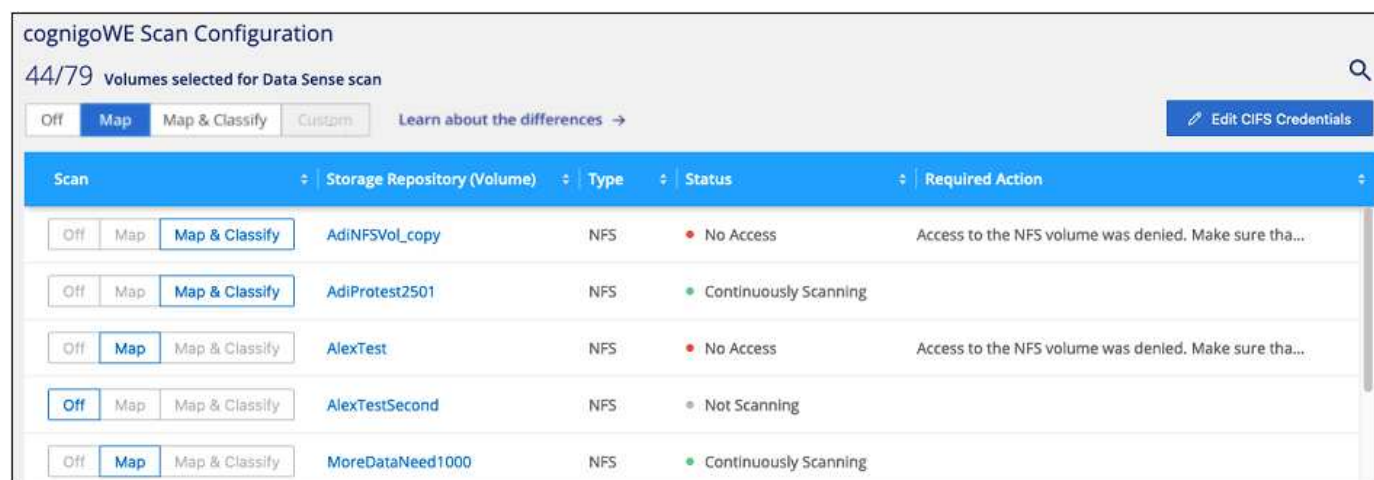 cognigoWE Scan Configuration
44/79 Volumes selected for Data Sense scan
Off Map Map & Classify Custom Learn about the differences → Edit CIFS Credentials
Scan Storage Repository (Volume) Type Status Required Action
Off Map Map & Classify AdiNFSVol_copy NFS No Access Access to the NFS volume was denied. Make sure tha...
Off Map Map & Classify AdiProtest2501 NFS Continuously Scanning
Off Map Map & Classify AlexTest NFS No Access Access to the NFS volume was denied. Make sure tha...
Off Map Map & Classify AlexTestSecond NFS Not Scanning
Off Map Map & Classify MoreDataNeed1000 NFS Continuously Scanning